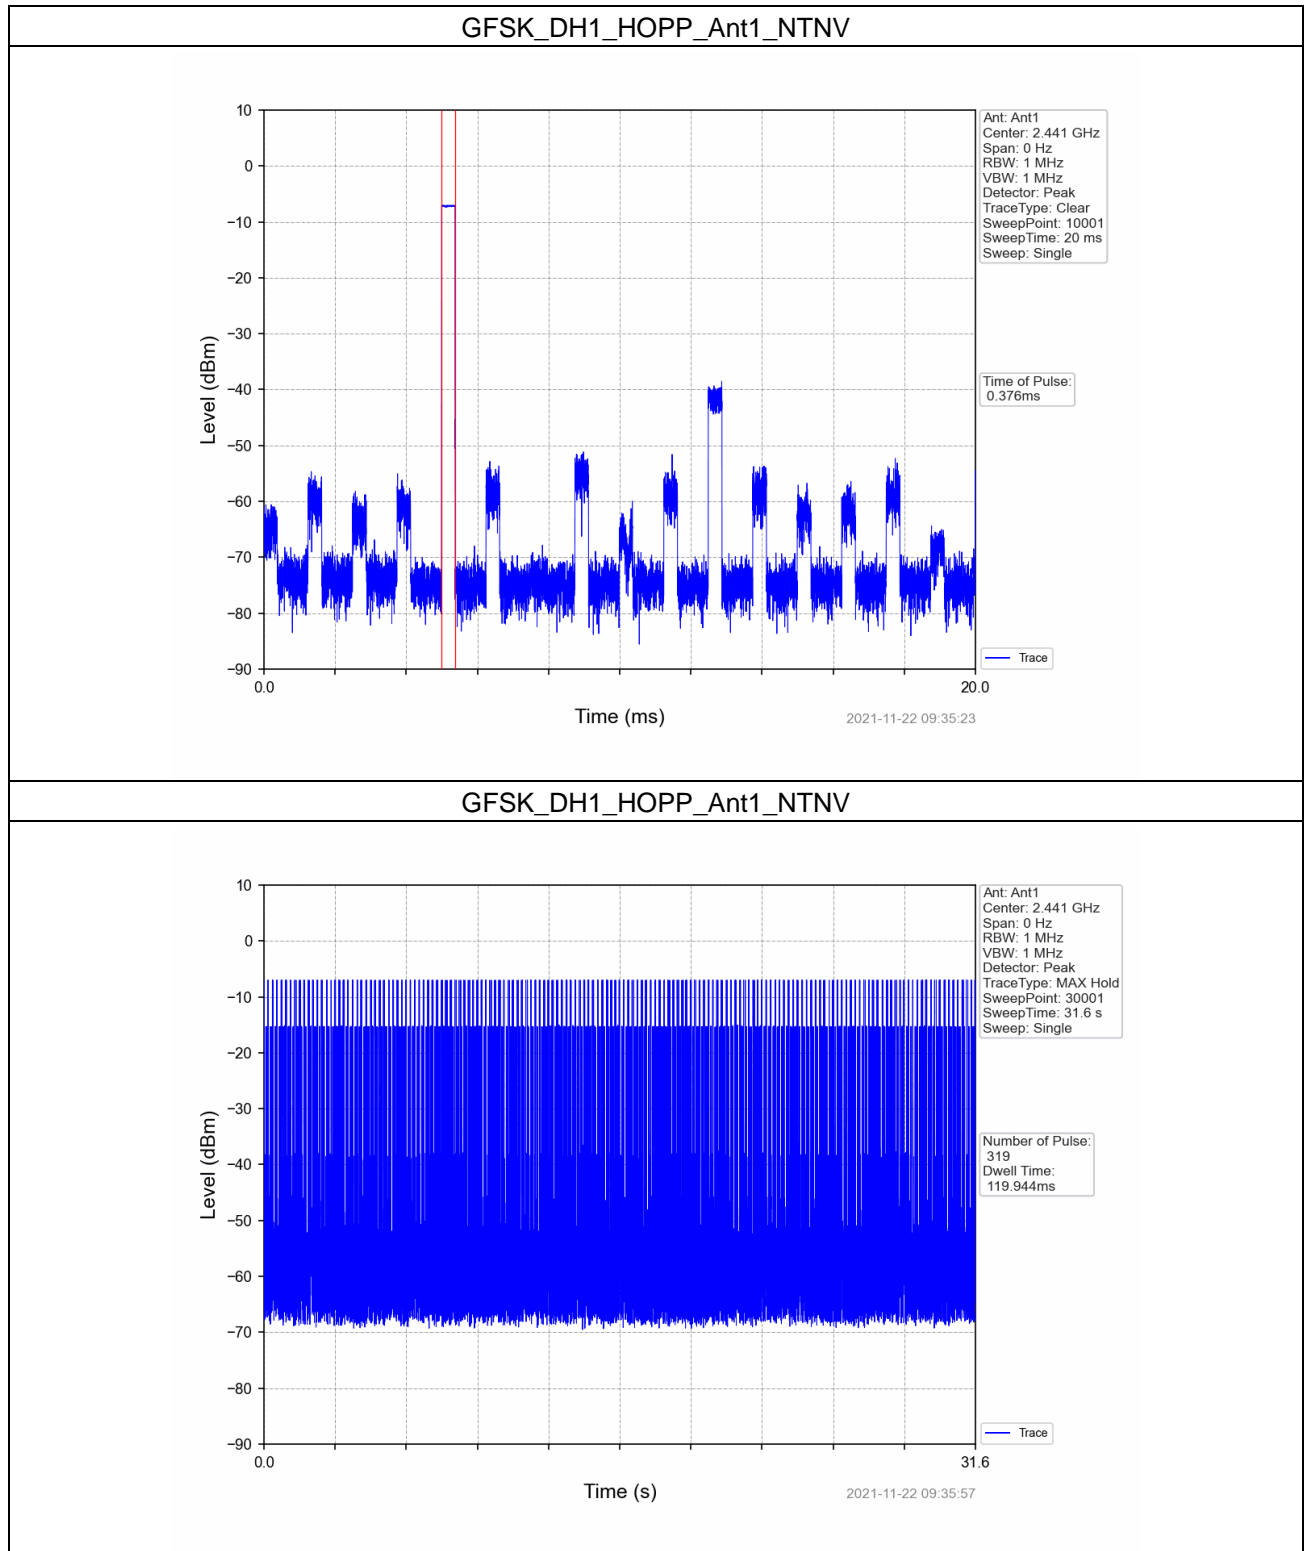 GFSK_DH1_HOPP_Ant1_NTNV
10
0
−10
−20
−30
−40
−50
−60
−70
−80
−90
Level (dBm)
0.0
20.0
Time (ms)
2021-11-22 09:35:23
Ant: Ant1
Center: 2.441 GHz
Span: 0 Hz
RBW: 1 MHz
VBW: 1 MHz
Detector: Peak
TraceType: Clear
SweepPoint: 10001
SweepTime: 20 ms
Sweep: Single
Time of Pulse:
0.376ms
Trace
GFSK_DH1_HOPP_Ant1_NTNV
10
0
−10
−20
−30
−40
−50
−60
−70
−80
−90
Level (dBm)
0.0
31.6
Time (s)
2021-11-22 09:35:57
Ant: Ant1
Center: 2.441 GHz
Span: 0 Hz
RBW: 1 MHz
VBW: 1 MHz
Detector: Peak
TraceType: MAX Hold
SweepPoint: 30001
SweepTime: 31.6 s
Sweep: Single
Number of Pulse:
319
Dwell Time:
119.944ms
Trace